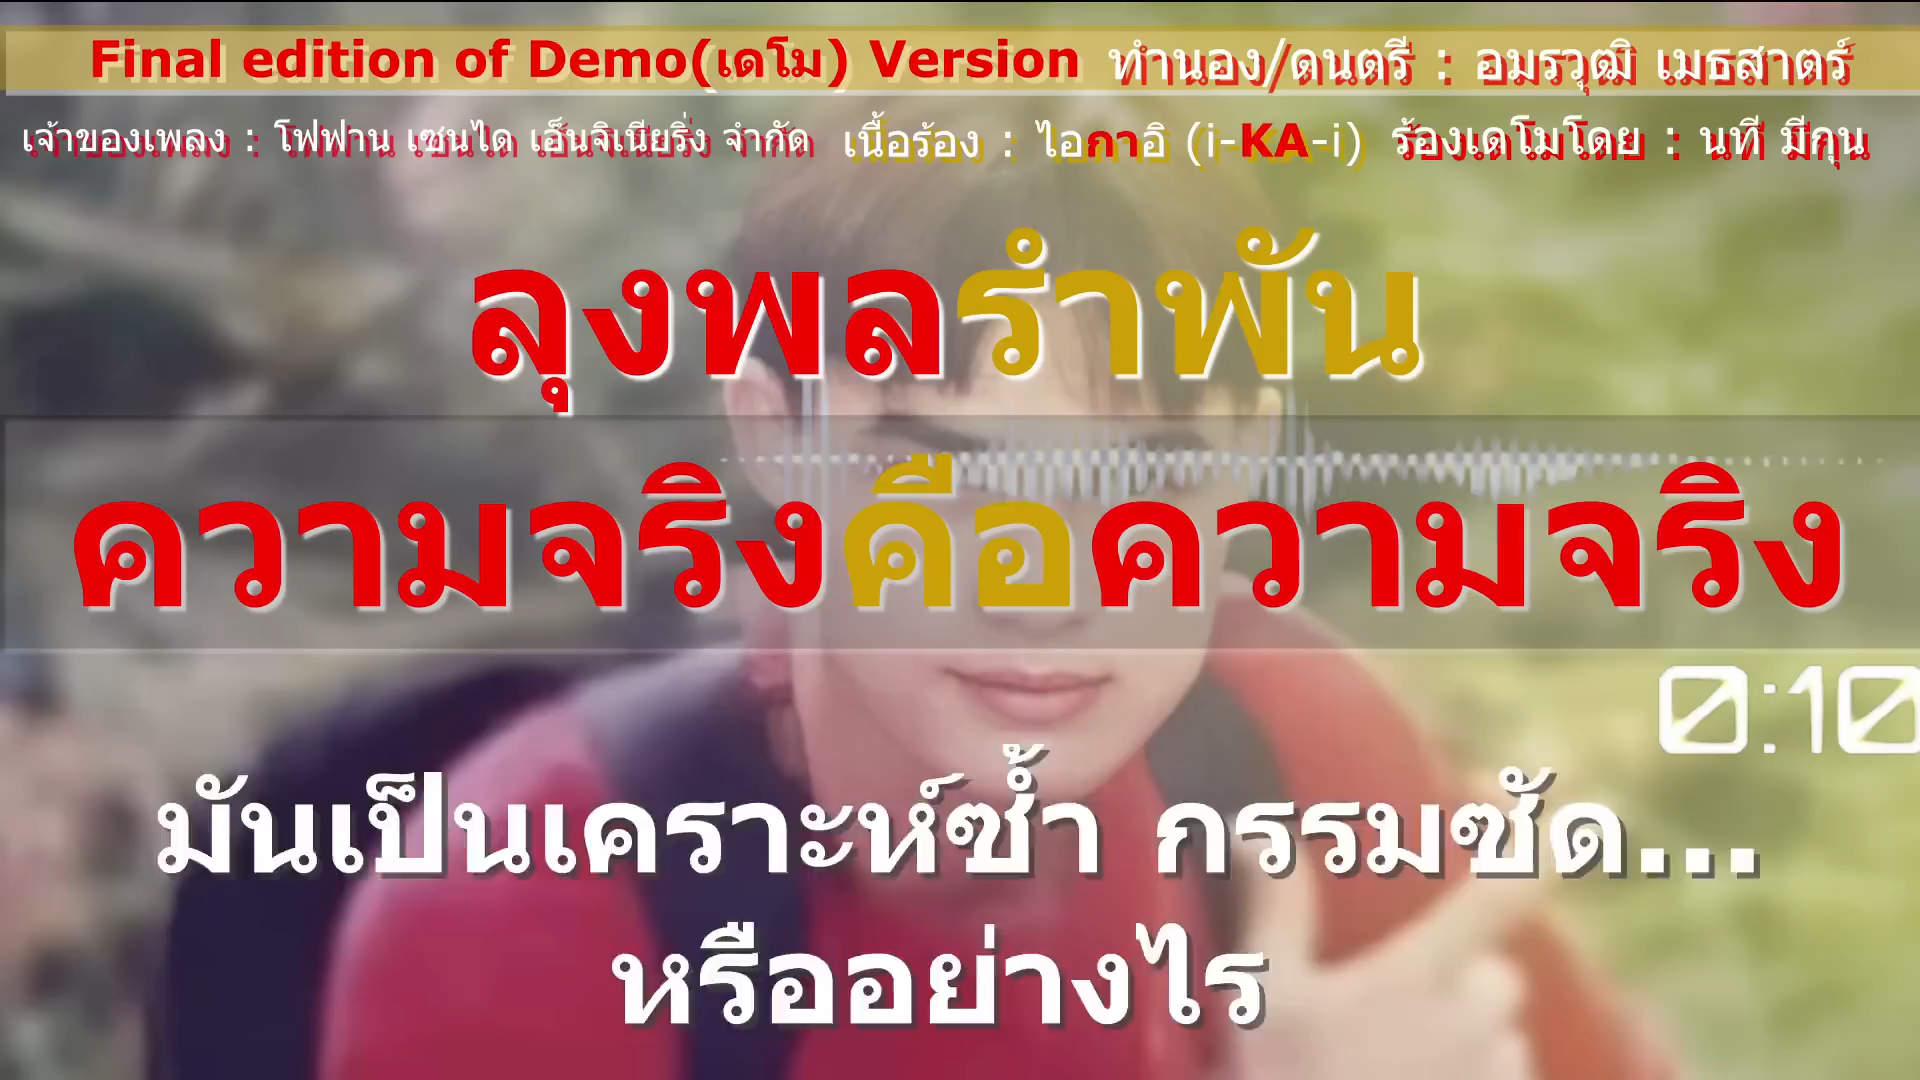 Final edition of Demo(เดโม) Version ทำนอง/ดนตรี : อมรวุฒิ เมธสาตร์
เจ้าของเพลง : โฟฟาน เซนได เอ็นจิเนียริ่ง จำกัด เนื้อร้อง : ไอกาอิ (i-KA-i) ร้องเดโมโดย : นที มีกุน
ลุงพลรำพัน
ความจริงคือความจริง
0:10
มันเป็นเคราะห์ซ้ำ กรรมซัด...
หรืออย่างไร